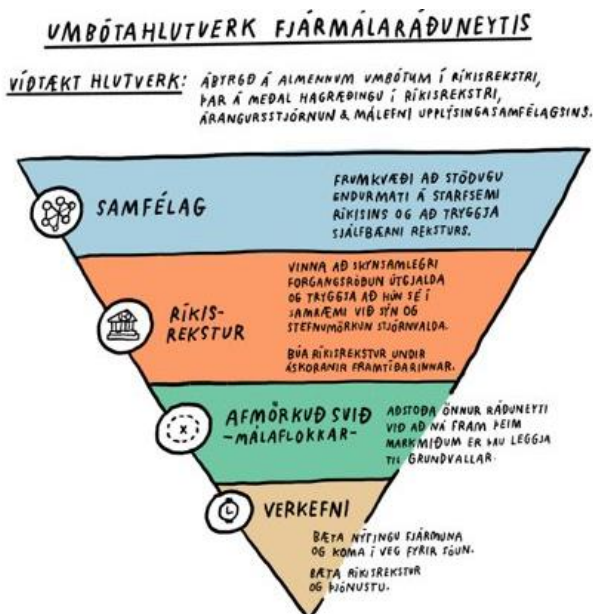 UMBÓTAHLUTVERK FJÁRMÁLARÁÐUNEYTIS
VÍÐTÆKT HLUTVERK: ÁBYRGÐ Á ALMENNUM UMBÓTUM Í RÍKISREKSTRI,
ÞAR Á MEÐAL HAGRÆÐINGU Í RÍKISREKSTRI,
ÁRANGURSSTJÓRNUN & MÁLEFNI UPPLÝSINGASAMFÉLAGSINS.
SAMFÉLAG
FRUMKVÆÐI AÐ STÖÐUGU
ENDURMATI Á STARFSEMI
RÍKISINS OG AÐ TRYGGJA
SJÁLFBÆRNI REKSTURS.
RÍKIS-
REKSTUR
VINNA AÐ SKYNSAMLEGRI
FORGANGSRÖÐUN ÚTGJALDA
OG TRYGGJA AÐ HÚN SÉ Í
SAMRÆMI VIÐ SÝN OG
STEFNUMÖRKUN STJÓRNVALDA.
BÚA RÍKISREKSTUR UNDIR
ÁSKORANIR FRAMTÍÐARINNAR.
AFMÖRKUÐ SVIÐ
-MÁLAFLOKKAR-
AÐSTOÐA ÖNNUR RÁÐUNEYTI
VIÐ AÐ NÁ FRAM ÞEIM
MARKMIÐUM ER ÞAU LEGGJA
TIL GRUNDVALLAR.
VERKEFNI
BÆTA NÝTINGU FJÁRMUNA
OG KOMA Í VEG FYRIR SÓUN.
BÆTA RÍKISREKSTUR
OG ÞJÓNUSTU.